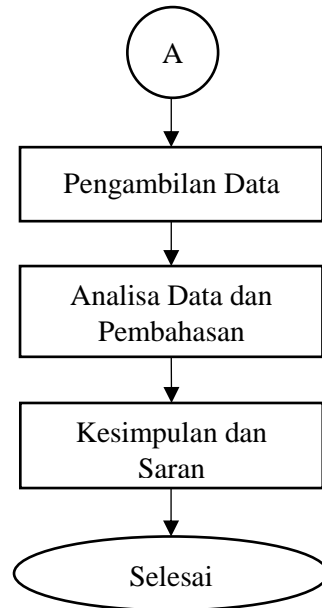 A
Pengambilan Data
Analisa Data dan
Pembahasan
Kesimpulan dan
Saran
Selesai